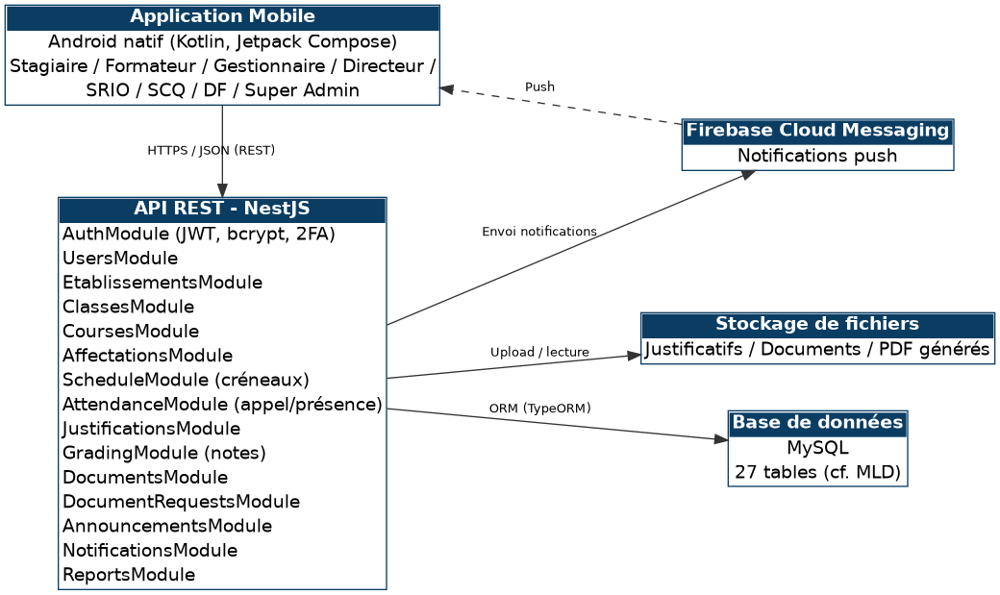 Application Mobile
Android natif (Kotlin, Jetpack Compose)
Stagiaire / Formateur / Gestionnaire / Directeur /
SRIO / SCQ / DF / Super Admin
Push
Firebase Cloud Messaging
Notifications push
HTTPS / JSON (REST)
API REST - NestJS
AuthModule (JWT, bcrypt, 2FA)
UsersModule
EtablissementsModule
ClassesModule
CoursesModule
AffectationsModule
ScheduleModule (créneaux)
AttendanceModule (appel/présence)
JustificationsModule
GradingModule (notes)
DocumentsModule
DocumentRequestsModule
AnnouncementsModule
NotificationsModule
ReportsModule
Envoi notifications
Upload / lecture
Stockage de fichiers
Justificatifs / Documents / PDF générés
ORM (TypeORM)
Base de données
MySQL
27 tables (cf. MLD)